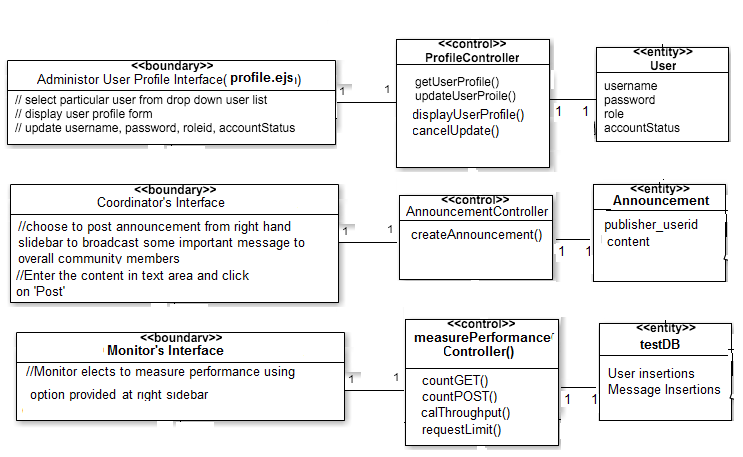 <<boundary>>
Administor User Profile Interface( profile.ejs)
// select particular user from drop down user list
// display user profile form
// update username, password, roleid, accountStatus
1
1
<<control>>
ProfileController
getUserProfile()
updateUserProile()
displayUserProfile()
cancelUpdate()
1
1
<<entity>>
User
username
password
role
accountStatus
<<boundary>>
Coordinator's Interface
//choose to post announcement from right hand
slidebar to broadcast some important message to
overall community members
//Enter the content in text area and click
on 'Post'
1
1
<<control>>
AnnouncementController
createAnnouncement()
1
1
<<entity>>
Announcement
publisher_userid
content
<<boundary>>
Monitor's Interface
//Monitor elects to measure performance using
option provided at right sidebar
1
1
<<control>>
measurePerformance
Controller()
countGET()
countPOST()
calThroughput()
requestLimit()
1
1
<<entity>>
testDB
User insertions
Message Insertions